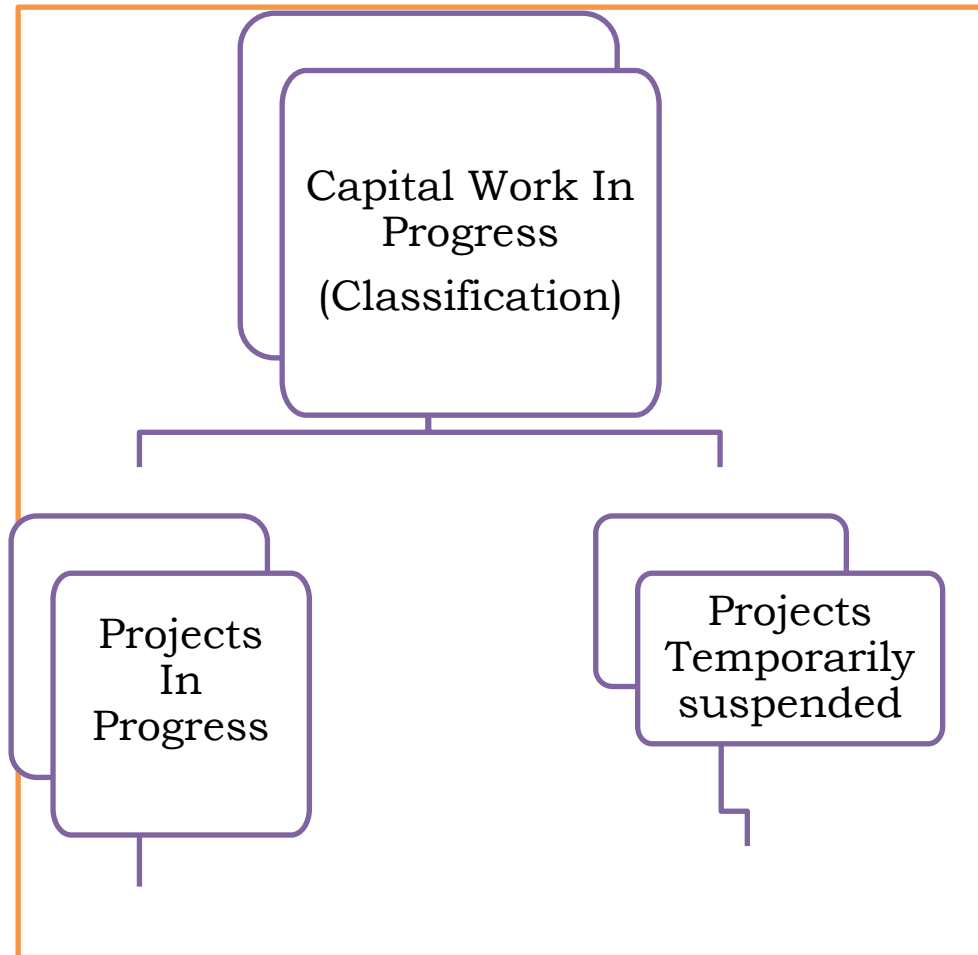 Capital Work In
Progress
(Classification)
Projects
In
Progress
Projects
Temporarily
suspended